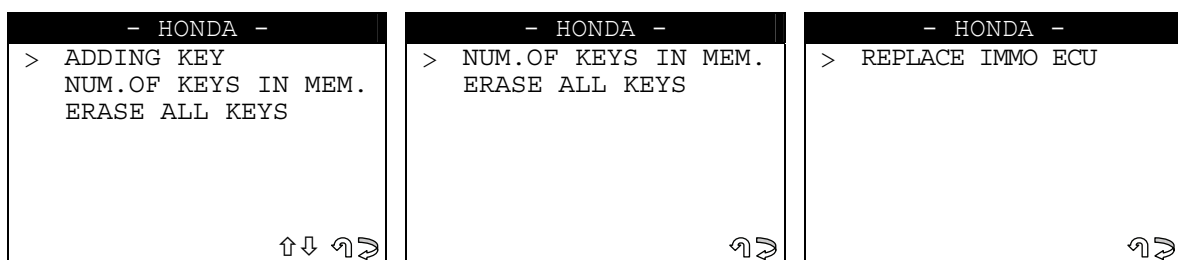 – HONDA –
> ADDING KEY
NUM.OF KEYS IN MEM.
ERASE ALL KEYS
– HONDA –
> NUM.OF KEYS IN MEM.
ERASE ALL KEYS
– HONDA –
> REPLACE IMMO ECU